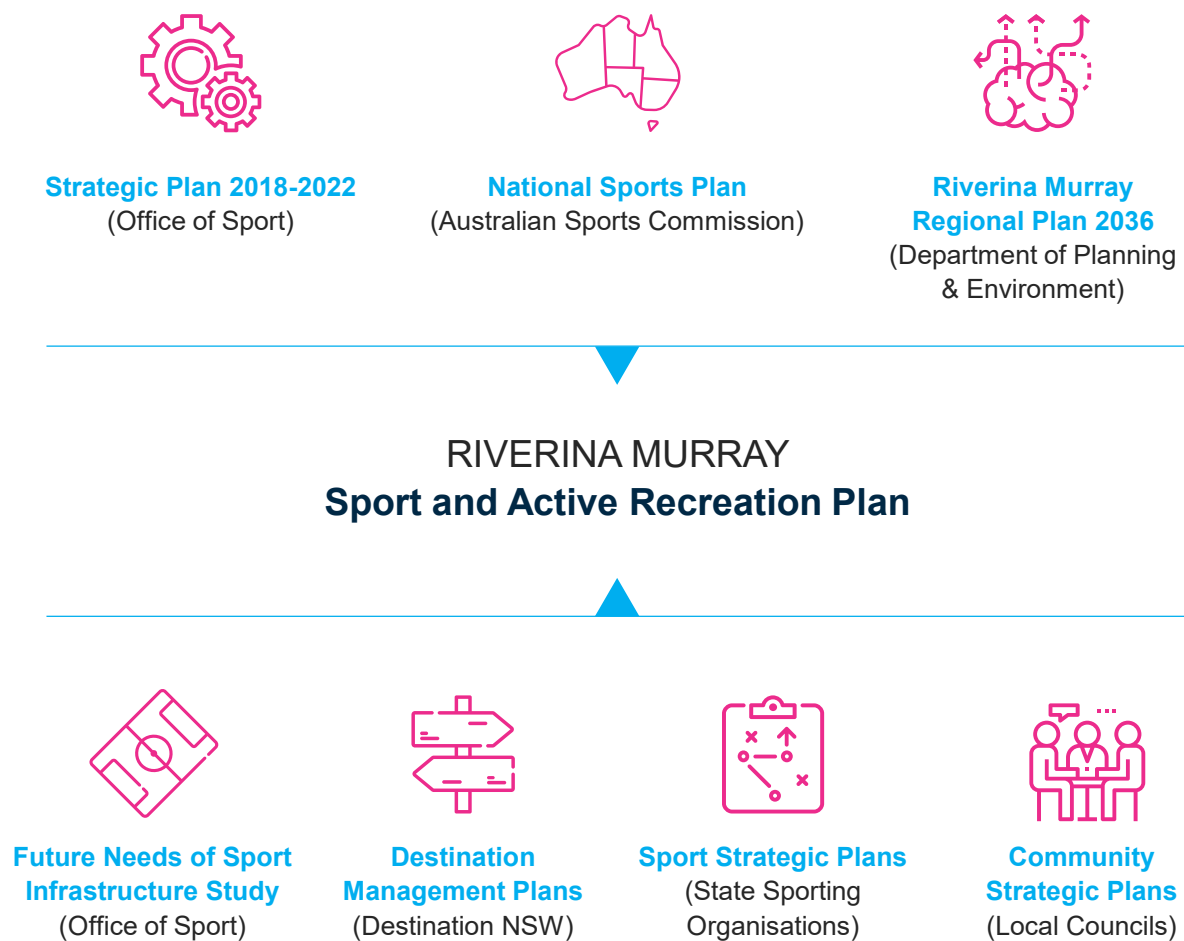 Strategic Plan 2018-2022
(Office of Sport)
National Sports Plan
(Australian Sports Commission)
Riverina Murray
Regional Plan 2036
(Department of Planning
& Environment)
RIVERINA MURRAY
Sport and Active Recreation Plan
Future Needs of Sport
Infrastructure Study
(Office of Sport)
Destination
Management Plans
(Destination NSW)
Sport Strategic Plans
(State Sporting
Organisations)
Community
Strategic Plans
(Local Councils)